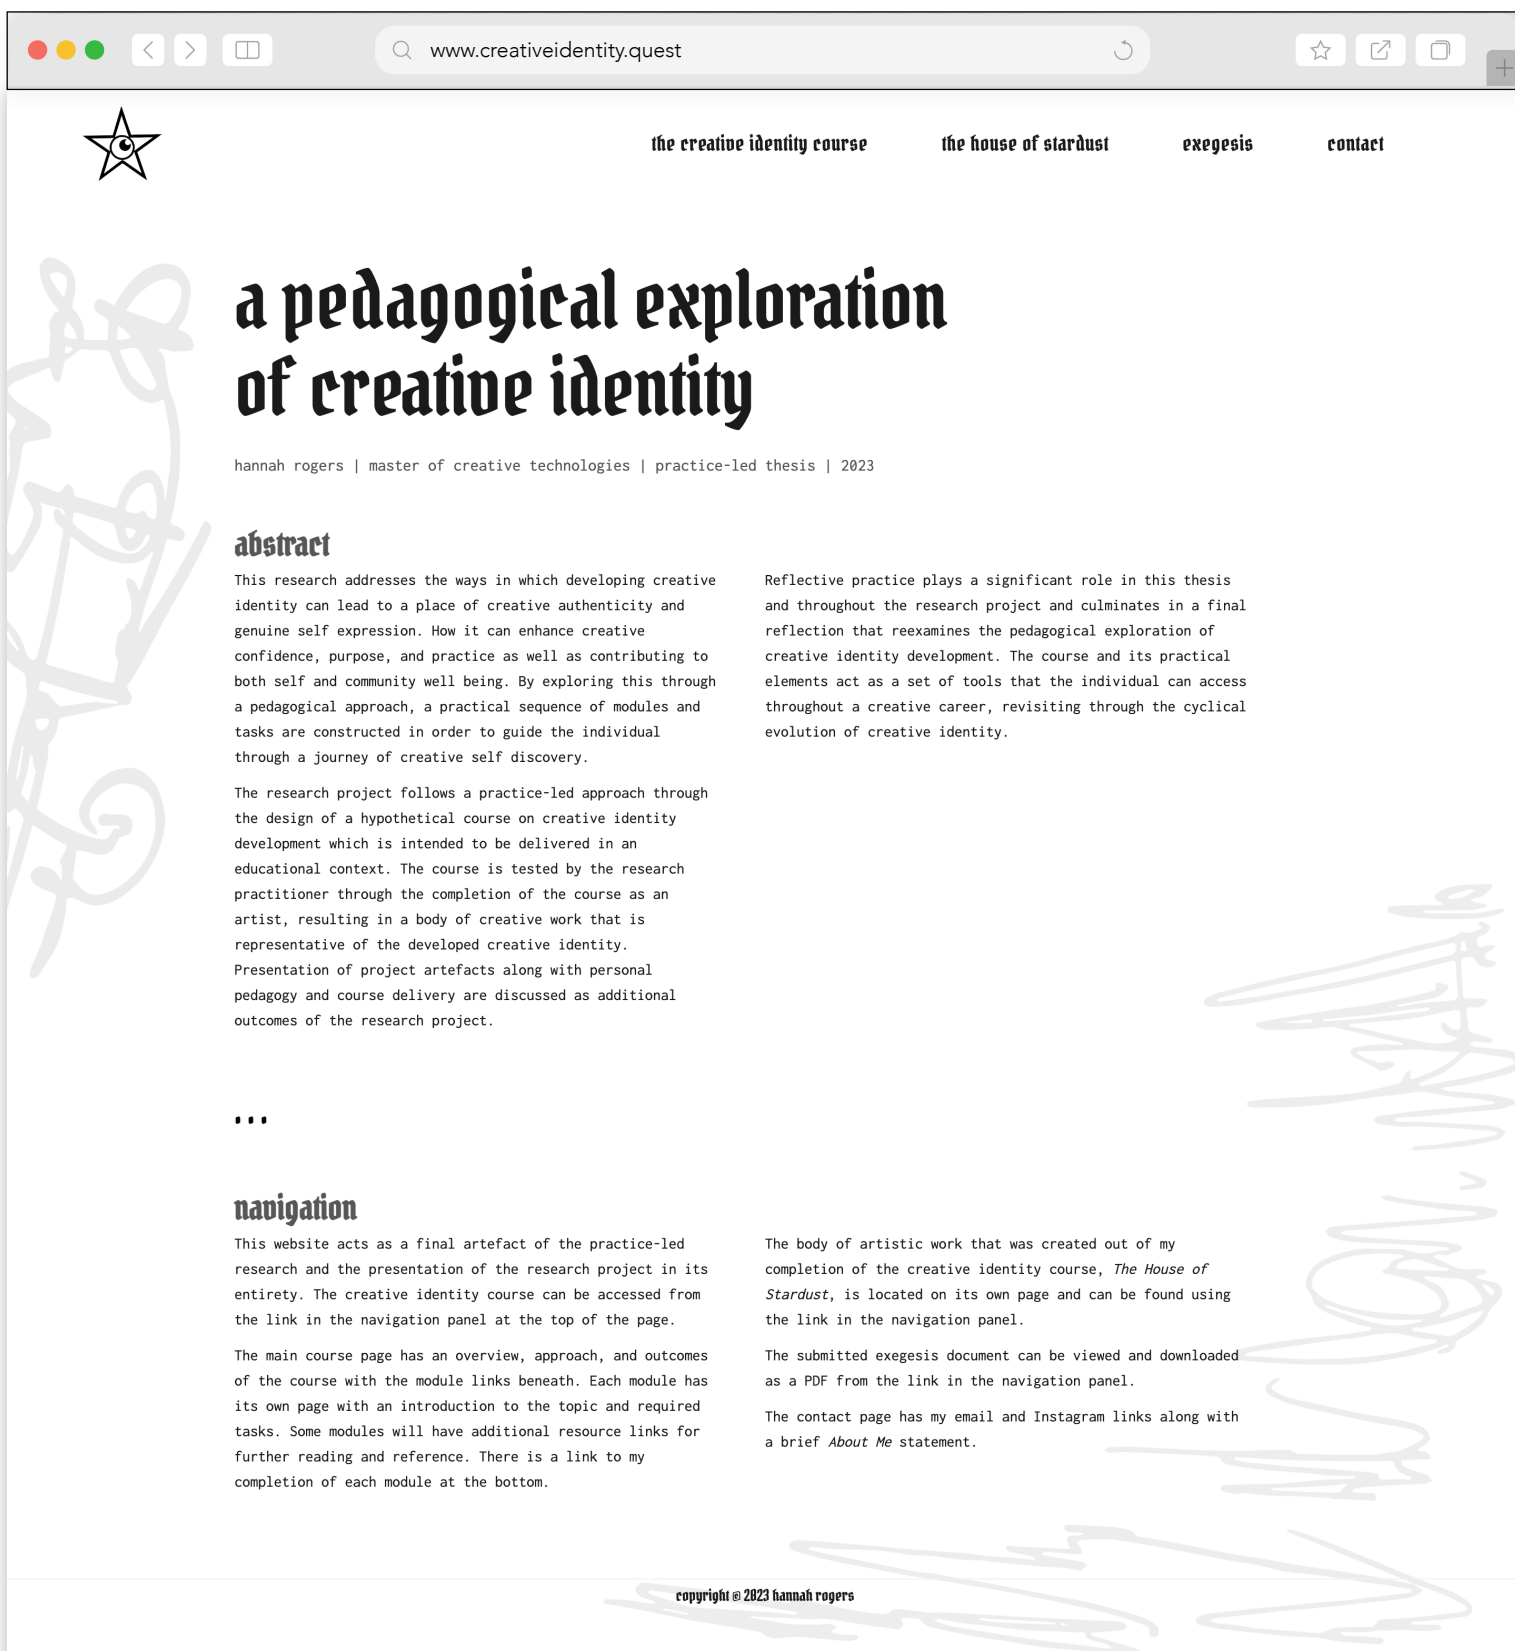 www.creativeidentity.quest
the creative identity course
the house of stardust
exegesis
contact
a pedagogical exploration
of creative identity
hannah rogers | master of creative technologies | practice-led thesis | 2023
abstract
This research addresses the ways in which developing creative
identity can lead to a place of creative authenticity and
genuine self expression. How it can enhance creative
confidence, purpose, and practice as well as contributing to
both self and community well being. By exploring this through
a pedagogical approach, a practical sequence of modules and
tasks are constructed in order to guide the individual
through a journey of creative self discovery.
The research project follows a practice-led approach through
the design of a hypothetical course on creative identity
development which is intended to be delivered in an
educational context. The course is tested by the research
practitioner through the completion of the course as an
artist, resulting in a body of creative work that is
representative of the developed creative identity.
Presentation of project artefacts along with personal
pedagogy and course delivery are discussed as additional
outcomes of the research project.
Reflective practice plays a significant role in this thesis
and throughout the research project and culminates in a final
reflection that reexamines the pedagogical exploration of
creative identity development. The course and its practical
elements act as a set of tools that the individual can access
throughout a creative career, revisiting through the cyclical
evolution of creative identity.
...
navigation
This website acts as a final artefact of the practice-led
research and the presentation of the research project in its
entirety. The creative identity course can be accessed from
the link in the navigation panel at the top of the page.
The main course page has an overview, approach, and outcomes
of the course with the module links beneath. Each module has
its own page with an introduction to the topic and required
tasks. Some modules will have additional resource links for
further reading and reference. There is a link to my
completion of each module at the bottom.
The body of artistic work that was created out of my
completion of the creative identity course, The House of
Stardust, is located on its own page and can be found using
the link in the navigation panel.
The submitted exegesis document can be viewed and downloaded
as a PDF from the link in the navigation panel.
The contact page has my email and Instagram links along with
a brief About Me statement.
copyright © 2023 hannah rogers